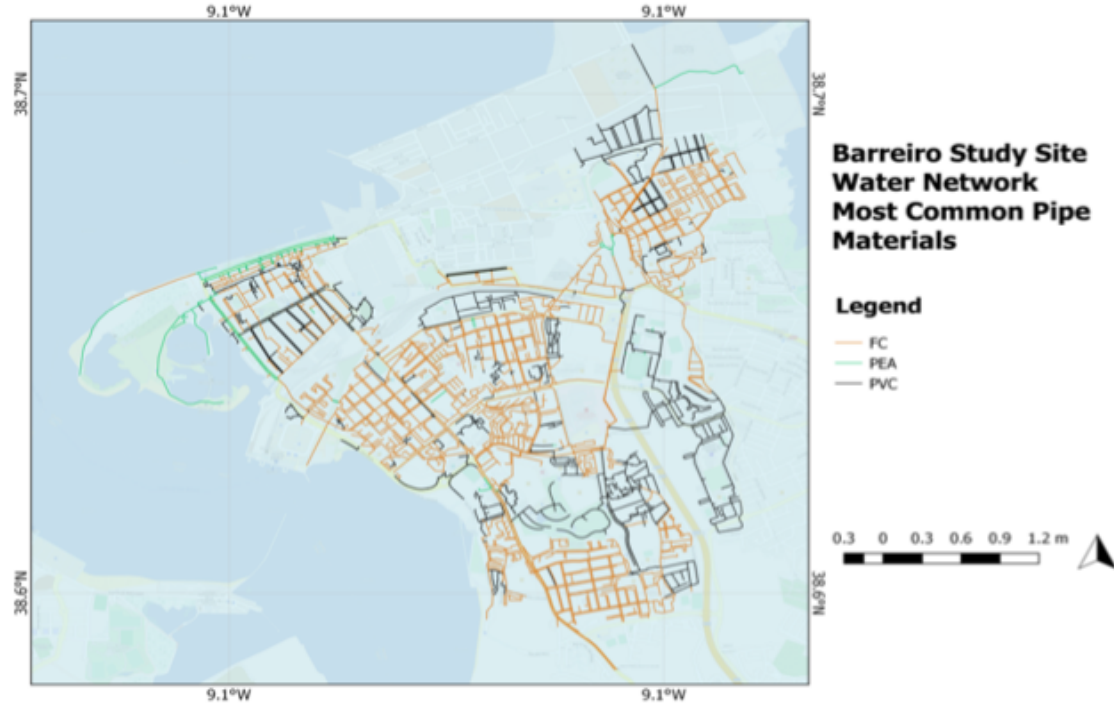 9.1°W 9.1°W
38.7°N 38.7°N
Barreiro Study Site
Water Network
Most Common Pipe
Materials
Legend
FC
PEA
PVC
0.3 0 0.3 0.6 0.9 1.2 m
38.6°N 38.6°N
9.1°W 9.1°W